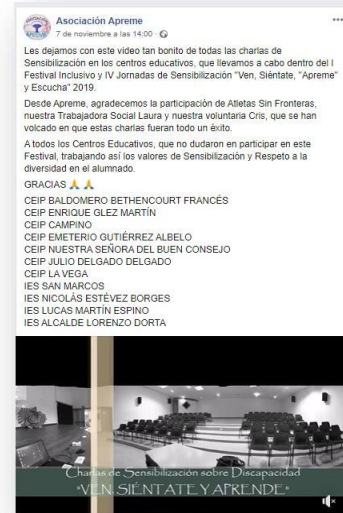 Asociación Apreme
7 de noviembre a las 14:00 ·
Les dejamos con este video tan bonito de todas las charlas de
Sensibilización en los centros educativos, que llevamos a cabo dentro del I
Festival Inclusivo y IV Jornadas de Sensibilización "Ven, Siéntate, "Apreme"
y Escucha" 2019.
Desde Apreme, agradecemos la participación de Atletas Sin Fronteras,
nuestra Trabajadora Social Laura y nuestra voluntaria Cris, que se han
volcado en que estas charlas fueran todo un éxito.
A todos los Centros Educativos, que no dudaron en participar en este
Festival, trabajando así los valores de Sensibilización y Respeto a la
diversidad en el alumnado.
GRACIAS 🙏 🙏
CEIP BALDOMERO BETHENCOURT FRANCÉS
CEIP ENRIQUE GLEZ MARTÍN
CEIP CAMPINO
CEIP EMETERIO GUTIÉRREZ ALBELO
CEIP NUESTRA SEÑORA DEL BUEN CONSEJO
CEIP JULIO DELGADO DELGADO
CEIP LA VEGA
IES SAN MARCOS
IES NICOLÁS ESTÉVEZ BORGES
IES LUCAS MARTÍN ESPINO
IES ALCALDE LORENZO DORTA
Charlas de Sensibilización sobre Discapacidad
"VEN, SIÉNTATE Y APRENDE"